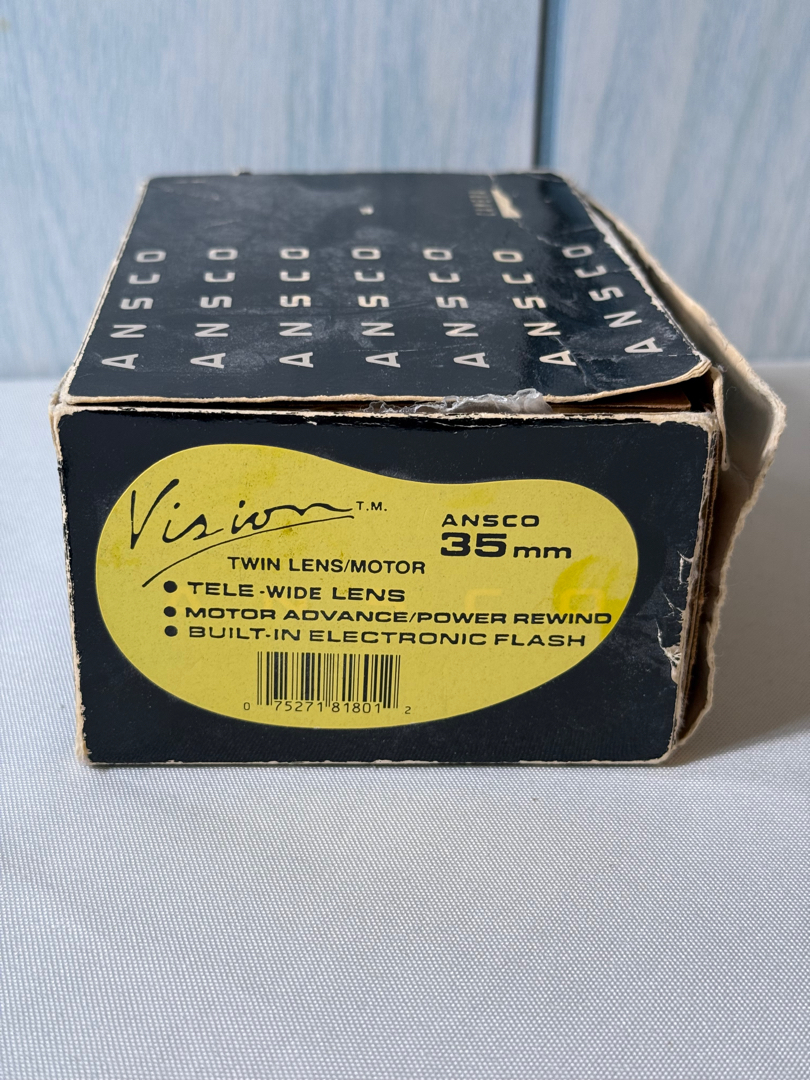 ANSCO
ANSCO
ANSCO
ANSCO
ANSCO
ANSCO
ANSCO
Vision T.M.
ANSCO
35mm
TWIN LENS/MOTOR
• TELE-WIDE LENS
• MOTOR ADVANCE/POWER REWIND
• BUILT-IN ELECTRONIC FLASH
0 75271 81801 2